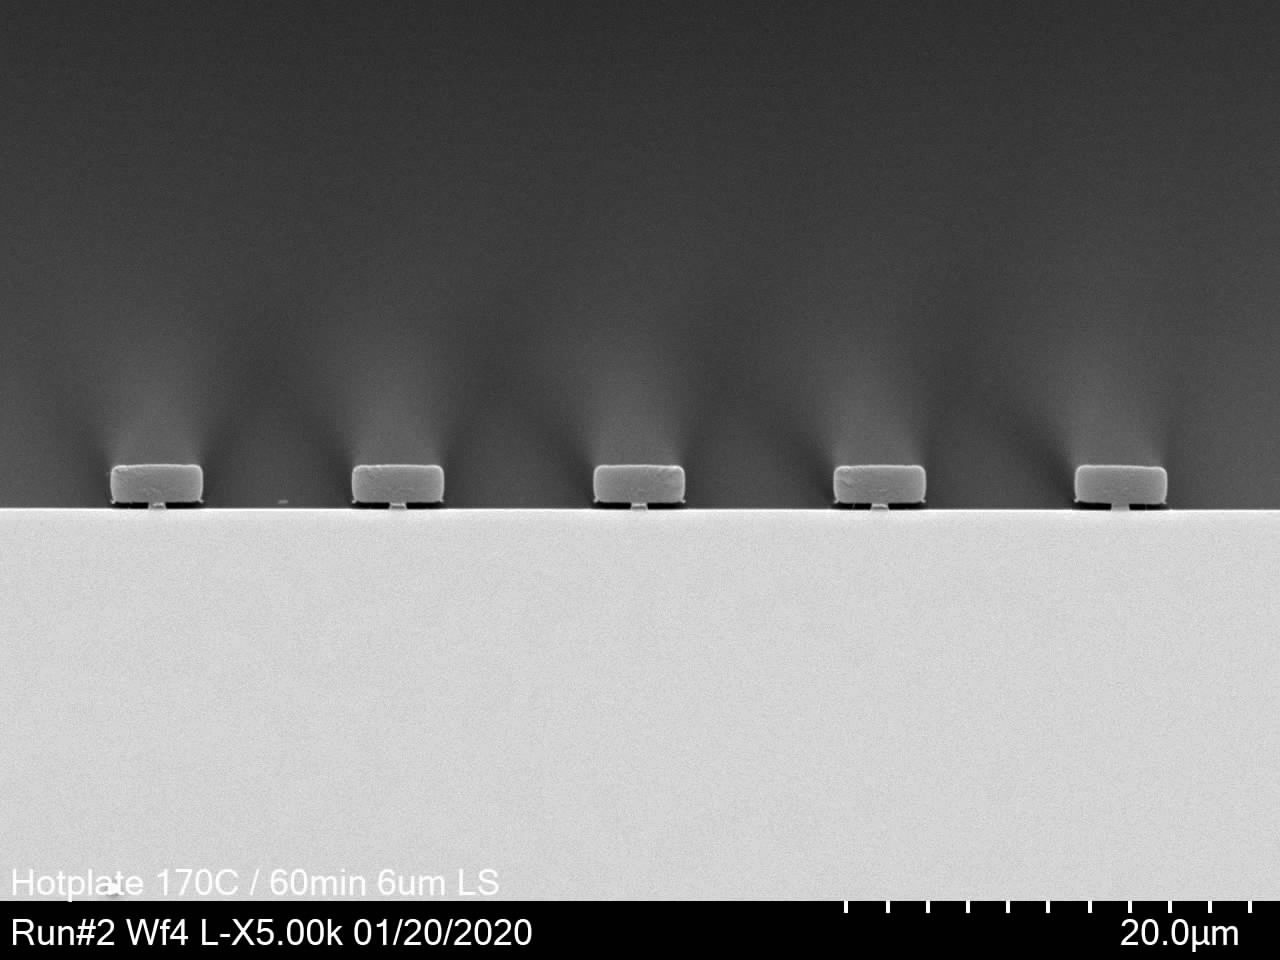 Hotplate 170C / 60min 6um LS
Run#2 Wf4 L-X5.00k 01/20/2020
20.0µm